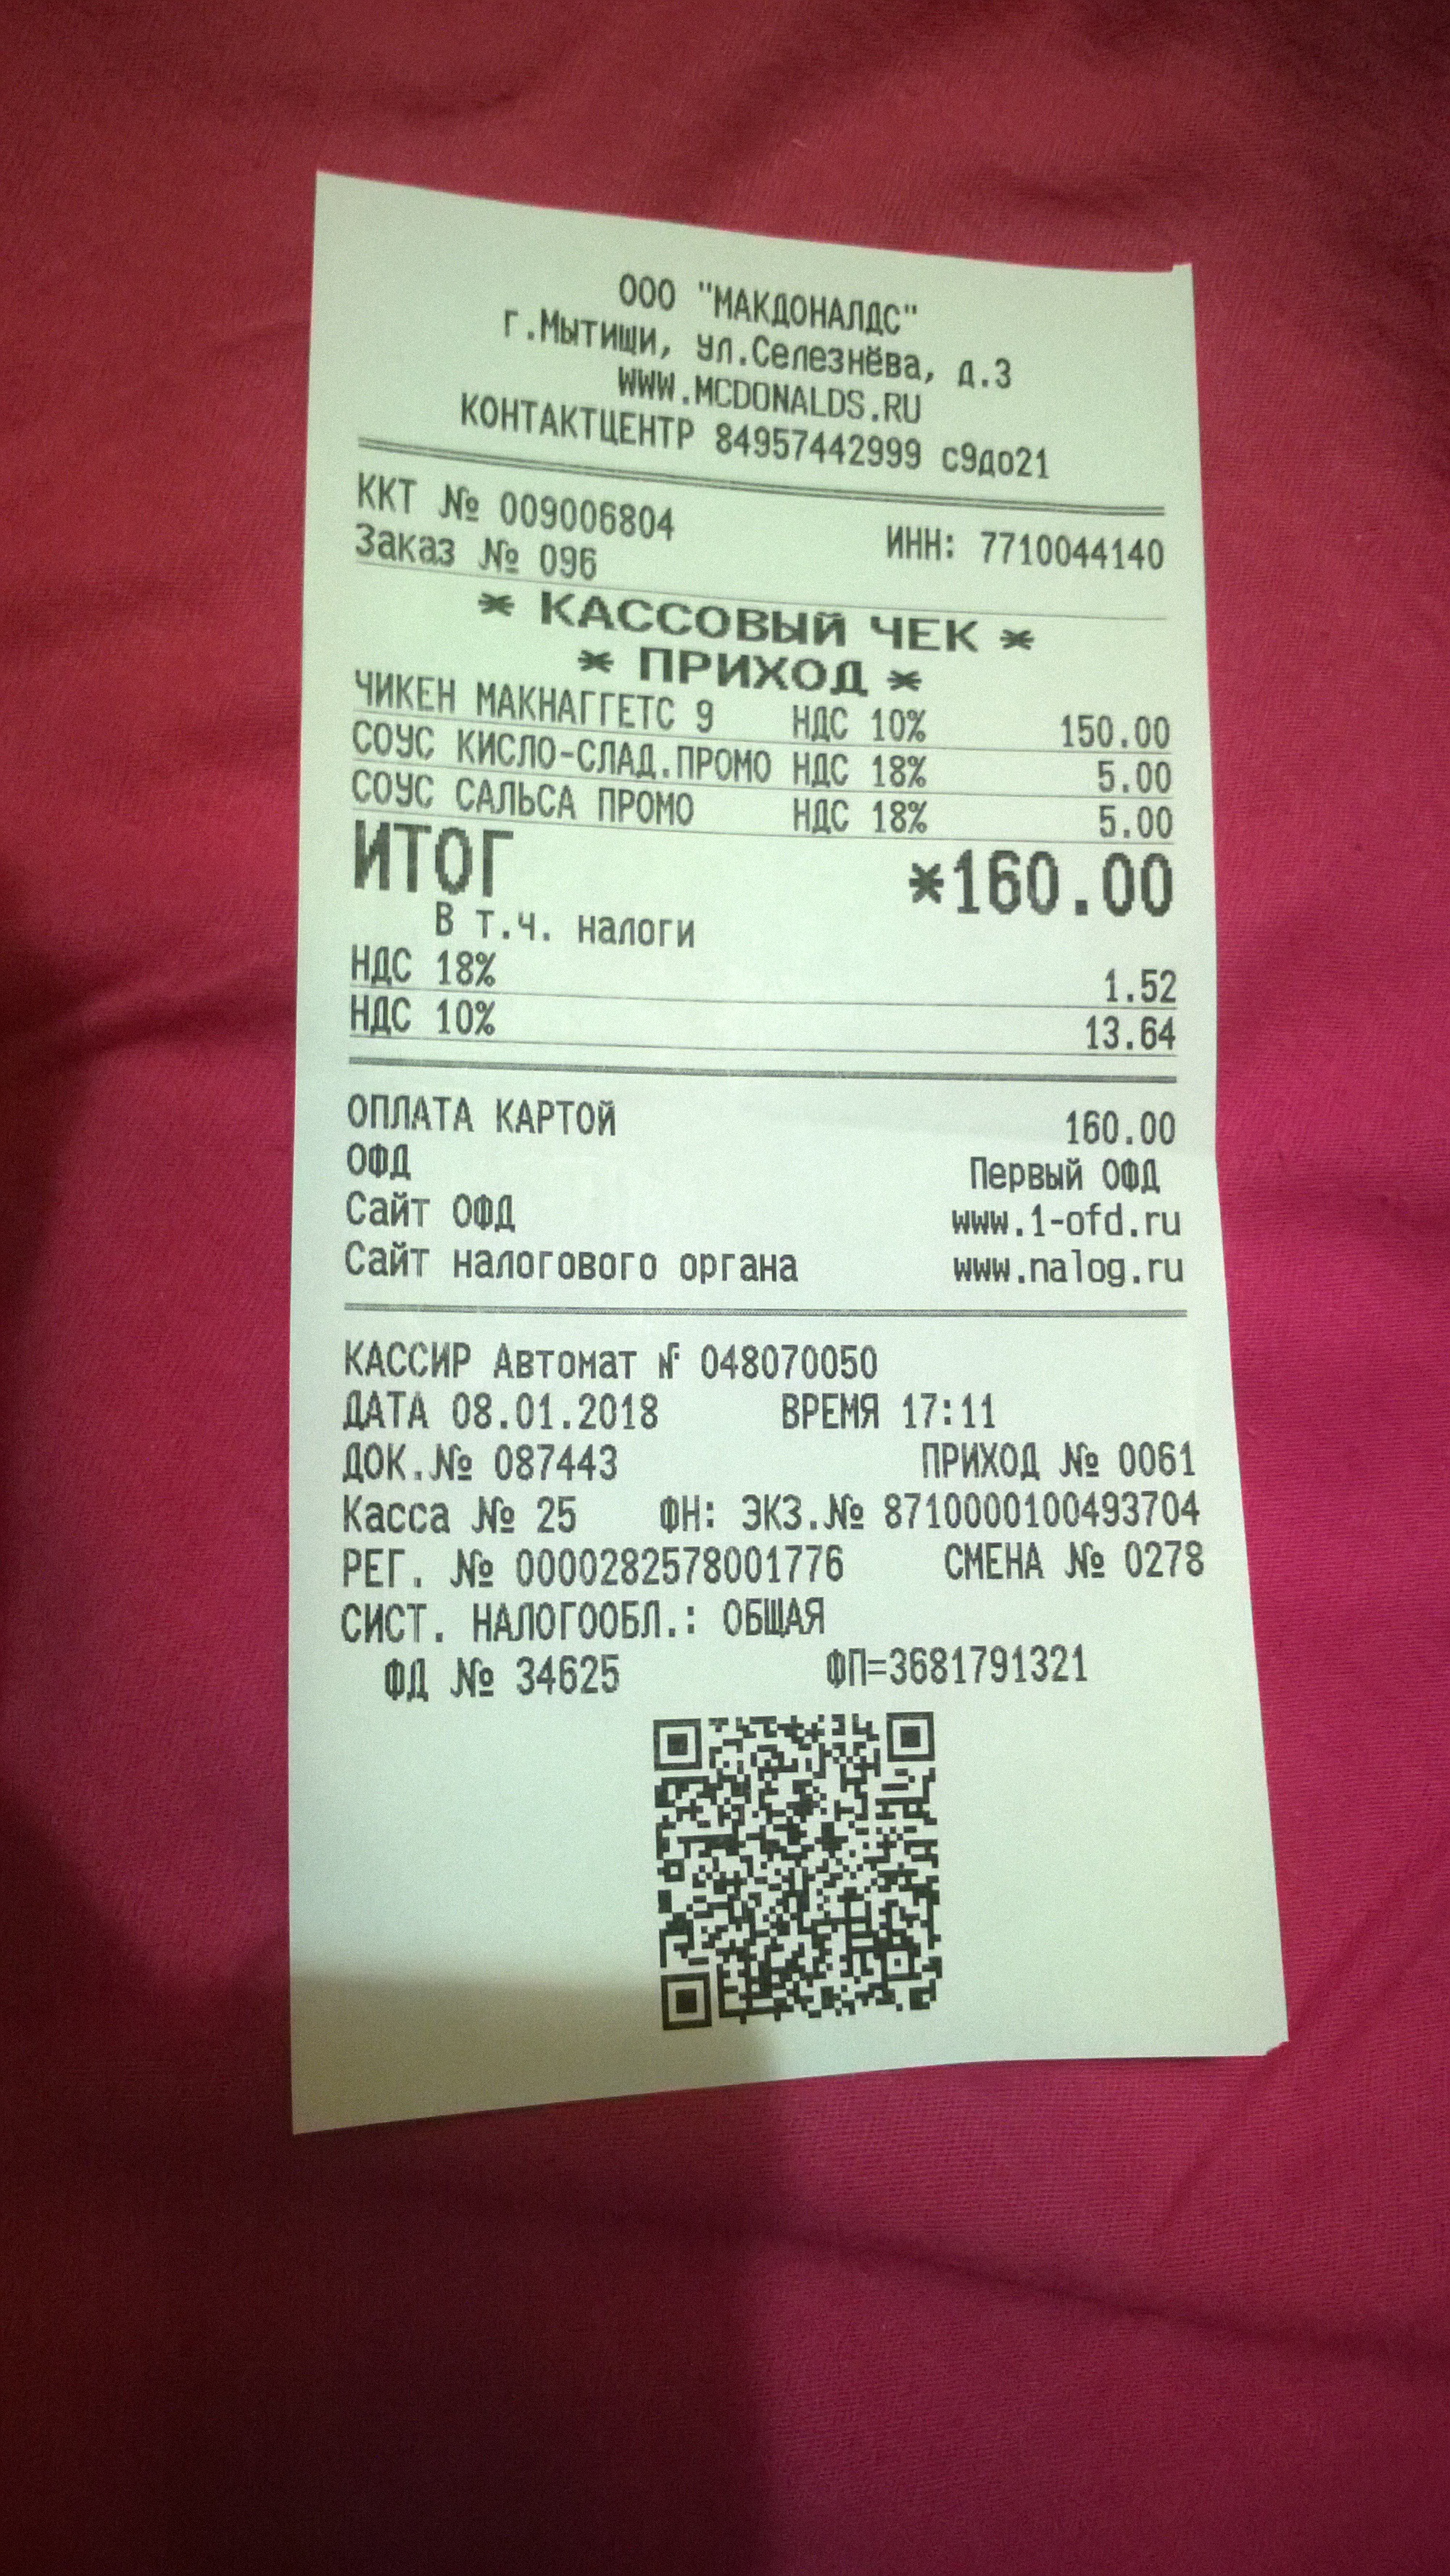 ООО "МАКДОНАЛДС"
г.Мытищи, ул.Селезнёва, д.3
WWW.MCDONALDS.RU
КОНТАКТЦЕНТР 84957442999 с9до21
ККТ № 009006804 ИНН: 7710044140
Заказ № 096
* КАССОВЫЙ ЧЕК *
* ПРИХОД *
ЧИКЕН МАКНАГГЕТС 9 НДС 10% 150.00
СОУС КИСЛО-СЛАД.ПРОМО НДС 18% 5.00
СОУС САЛЬСА ПРОМО НДС 18% 5.00
ИТОГ *160.00
В т.ч. налоги
НДС 18% 1.52
НДС 10% 13.64
ОПЛАТА КАРТОЙ 160.00
ОФД Первый ОФД
Сайт ОФД www.1-ofd.ru
Сайт налогового органа www.nalog.ru
КАССИР Автомат № 048070050
ДАТА 08.01.2018 ВРЕМЯ 17:11
ДОК.№ 087443 ПРИХОД № 0061
Касса № 25 ФН: ЭКЗ.№ 8710000100493704
РЕГ. № 0000282578001776 СМЕНА № 0278
СИСТ. НАЛОГООБЛ.: ОБЩАЯ
ФД № 34625 ФП=3681791321